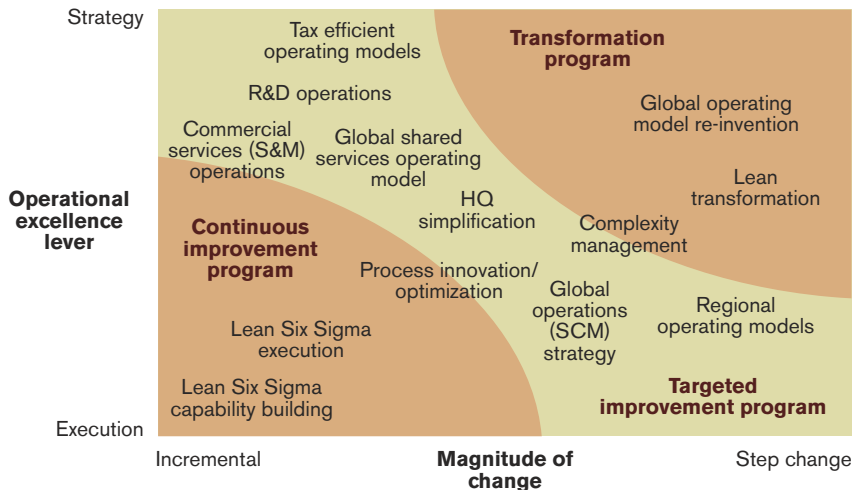 Strategy
Tax efficient
operating models
Transformation
program
R&D operations
Global operating
model re-invention
Commercial
services (S&M)
operations
Global shared
services operating
model
Lean
transformation
Operational
excellence
lever
HQ
simplification
Continuous
improvement
program
Complexity
management
Process innovation/
optimization
Global
operations
(SCM)
strategy
Regional
operating models
Lean Six Sigma
execution
Lean Six Sigma
capability building
Targeted
improvement program
Execution
Incremental
Magnitude of
change
Step change